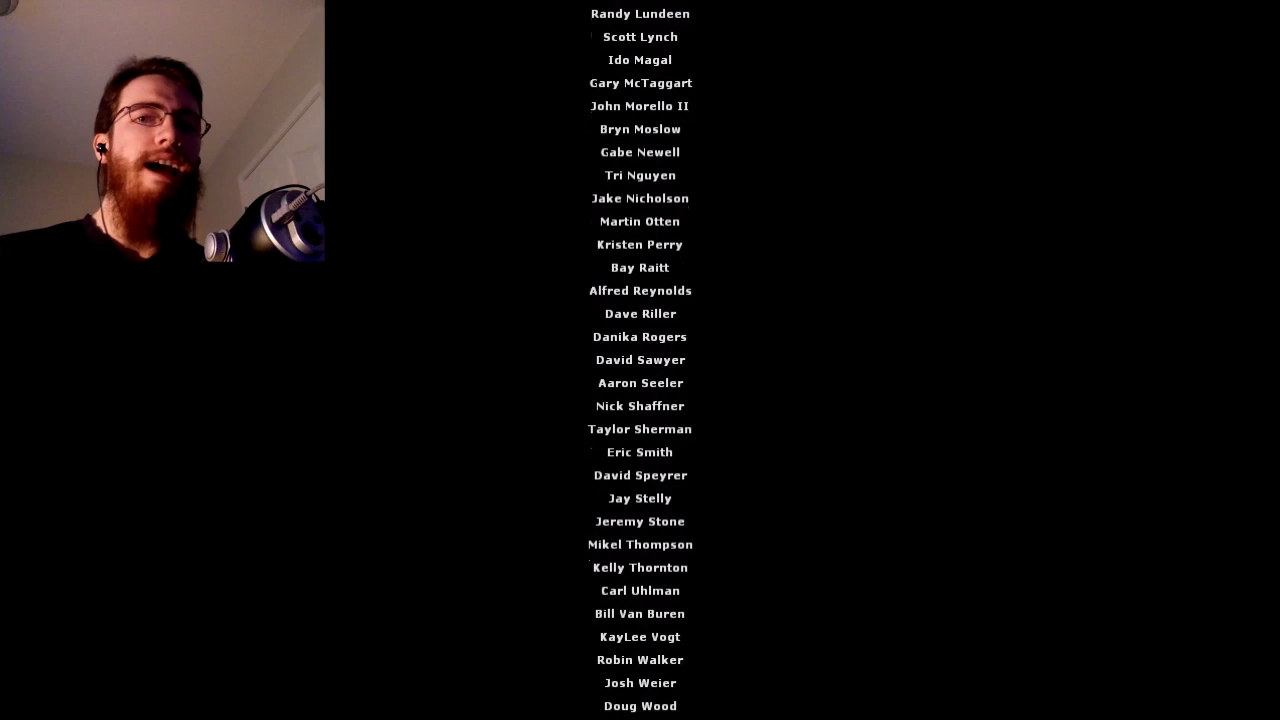 Randy Lundeen
Scott Lynch
Ido Magal
Gary McTaggart
John Morello II
Bryn Moslow
Gabe Newell
Tri Nguyen
Jake Nicholson
Martin Otten
Kristen Perry
Bay Raitt
Alfred Reynolds
Dave Riller
Danika Rogers
David Sawyer
Aaron Seeler
Nick Shaffner
Taylor Sherman
Eric Smith
David Speyrer
Jay Stelly
Jeremy Stone
Mikel Thompson
Kelly Thornton
Carl Uhlman
Bill Van Buren
KayLee Vogt
Robin Walker
Josh Weier
Doug Wood